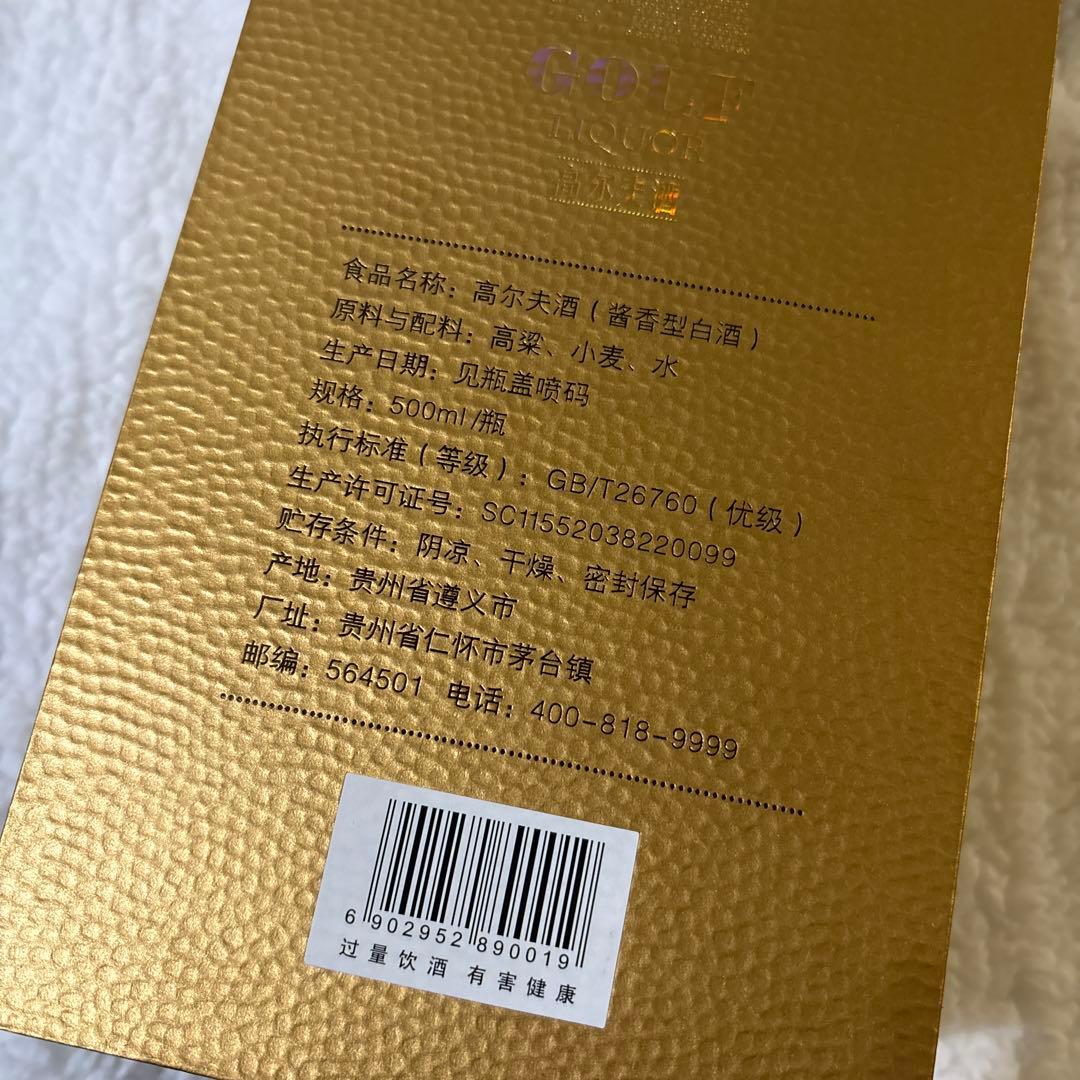 GOLF
LIQUOR
高尔夫酒
食品名称：高尔夫酒（酱香型白酒）
原料与配料：高粱、小麦、水
生产日期：见瓶盖喷码
规格：500ml/瓶
执行标准（等级）：GB/T26760（优级）
生产许可证号：SC11552038220099
贮存条件：阴凉、干燥、密封保存
产地：贵州省遵义市
厂址：贵州省仁怀市茅台镇
邮编：564501 电话：400-818-9999
6 902952 890019
过量饮酒 有害健康